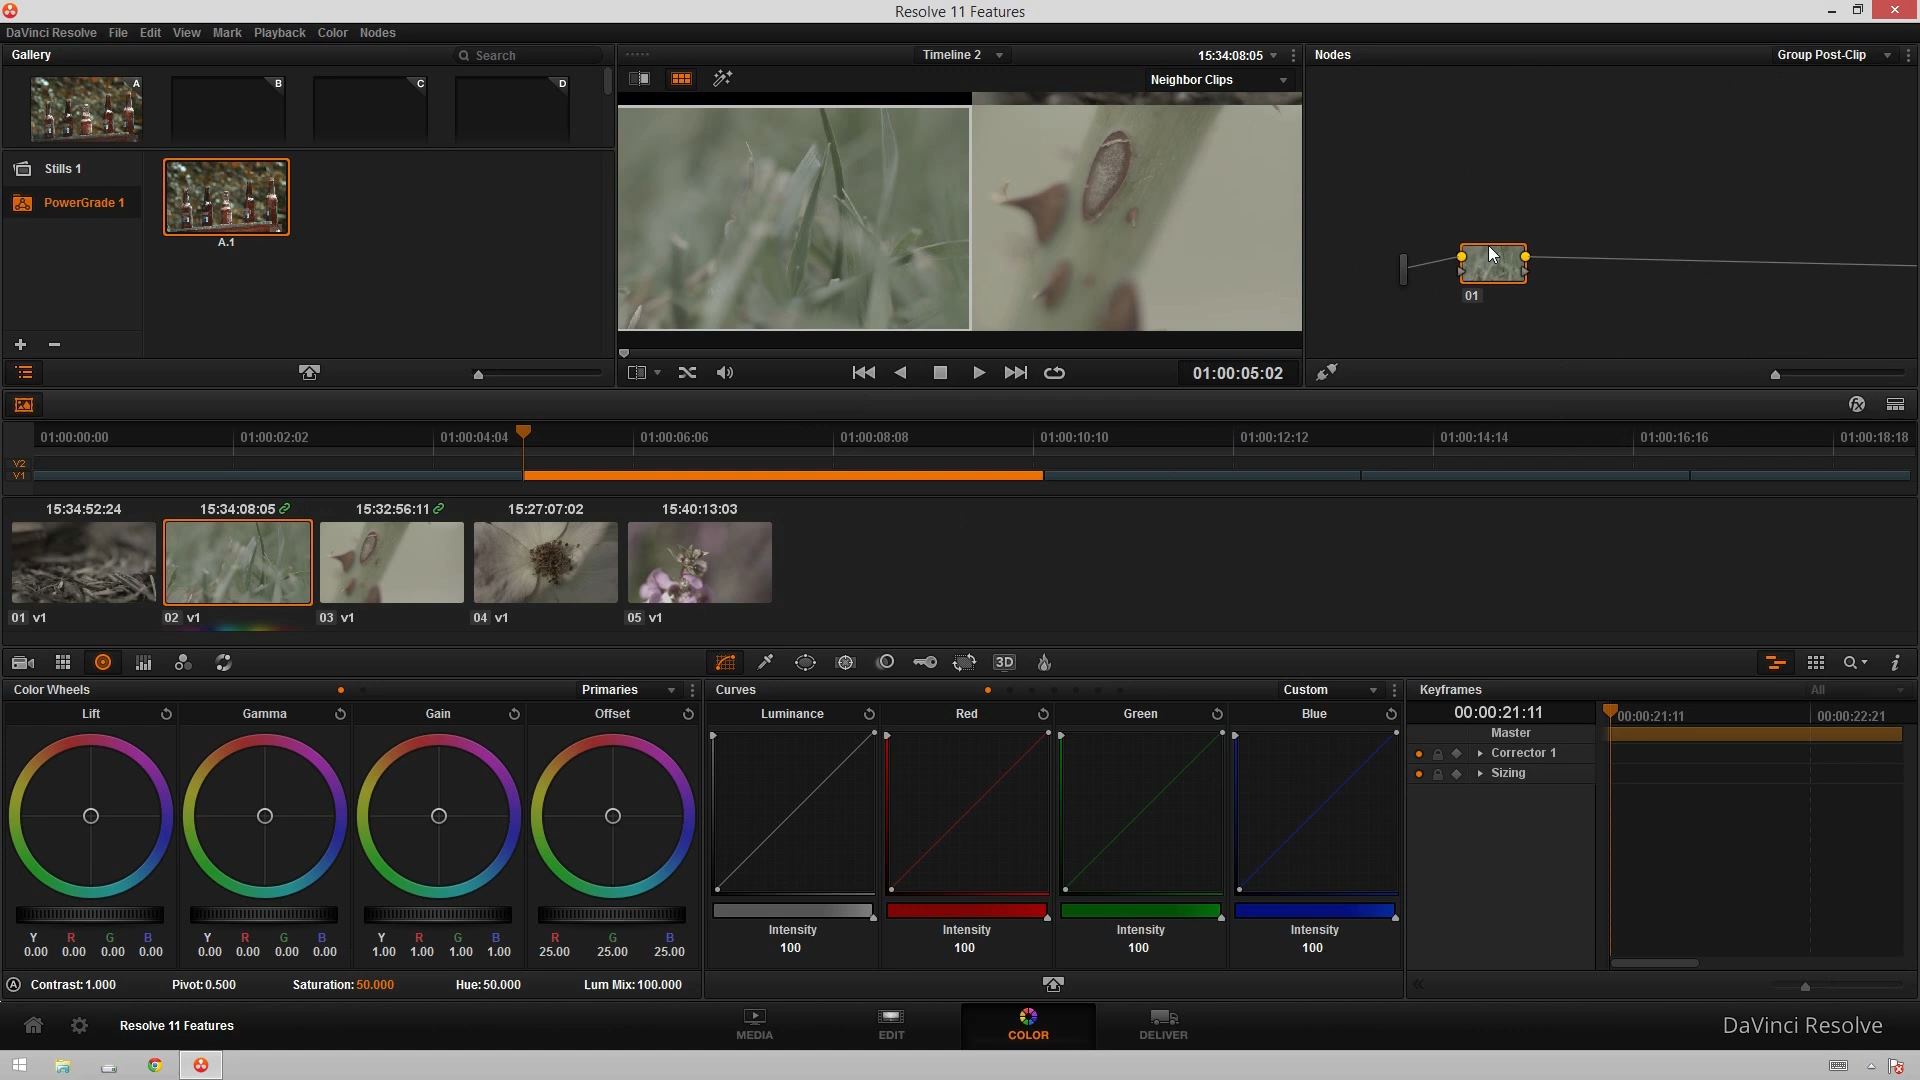 Resolve 11 Features
DaVinci Resolve File Edit View Mark Playback Color Nodes
Gallery Search
A B C D
Stills 1
PowerGrade 1
A.1
Timeline 2 15:34:08:05
Neighbor Clips
01:00:05:02
Nodes Group Post-Clip
01
fx
01:00:00:00 01:00:02:02 01:00:04:04 01:00:06:06 01:00:08:08 01:00:10:10 01:00:12:12 01:00:14:14 01:00:16:16 01:00:18:18
V2
V1
15:34:52:24 15:34:08:05 15:32:56:11 15:27:07:02 15:40:13:03
01 v1 02 v1 03 v1 04 v1 05 v1
3D
Color Wheels Primaries
Lift Gamma Gain Offset
Y R G B Y R G B Y R G B R G B
0.00 0.00 0.00 0.00 0.00 0.00 0.00 0.00 1.00 1.00 1.00 1.00 25.00 25.00 25.00
A Contrast:1.000 Pivot:0.500 Saturation:50.000 Hue:50.000 Lum Mix:100.000
Curves Custom
Luminance Red Green Blue
Intensity Intensity Intensity Intensity
100 100 100 100
Keyframes All
00:00:21:11 00:00:21:11 00:00:22:21
Master
Corrector 1
Sizing
Resolve 11 Features
MEDIA EDIT COLOR DELIVER
DaVinci Resolve